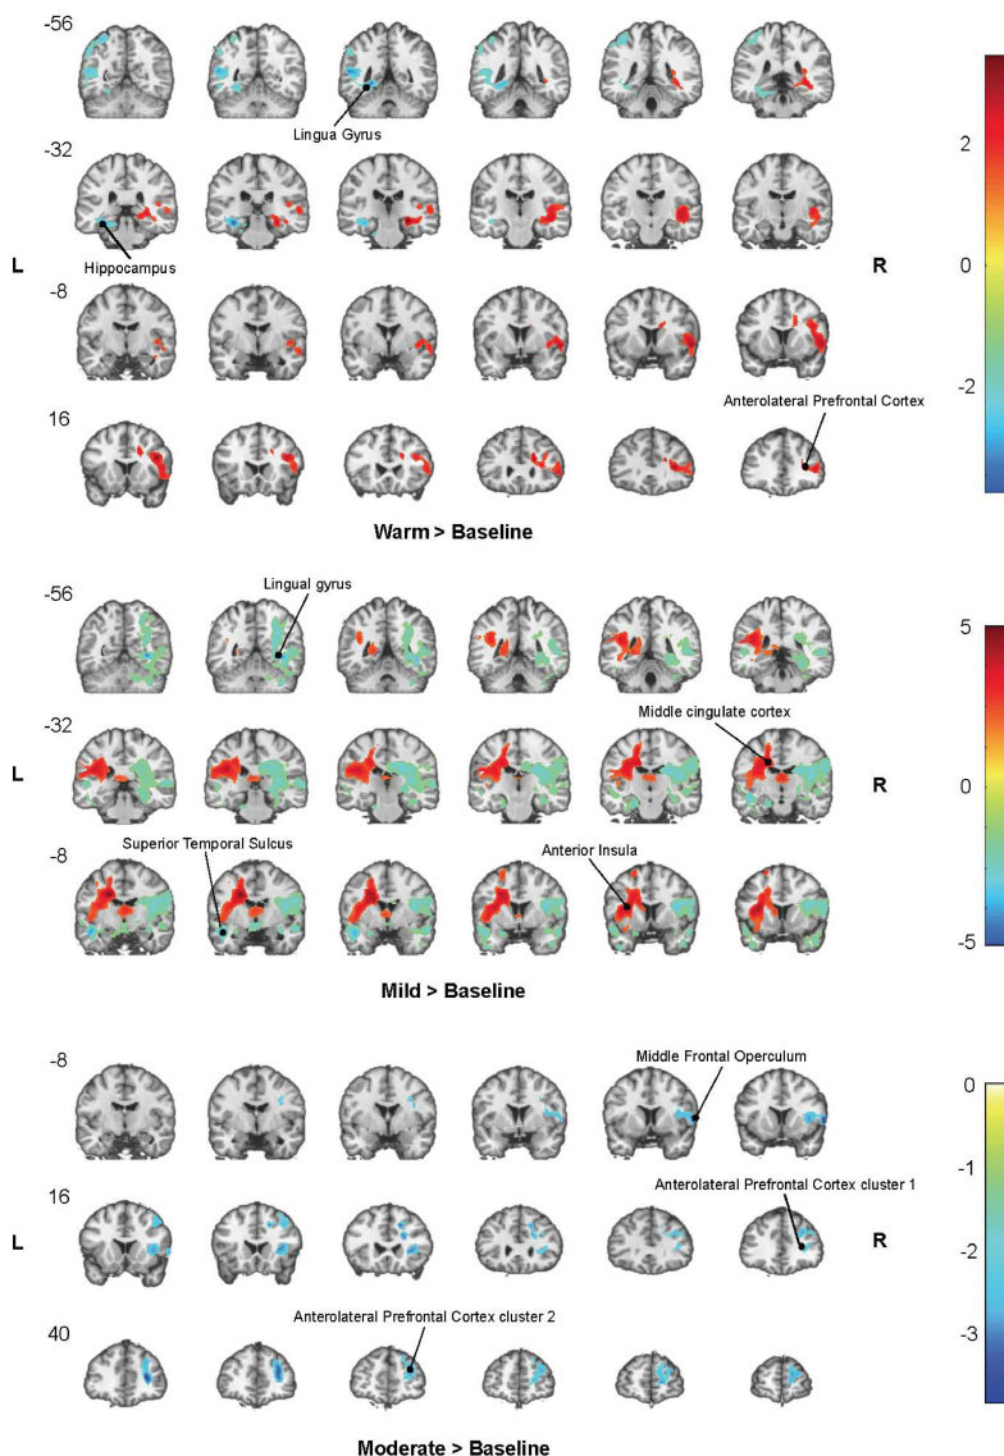 -56
Lingua Gyrus
2
-32
L
R
0
Hippocampus
-8
-2
Anterolateral Prefrontal Cortex
16
Warm > Baseline
-56
Lingual gyrus
5
Middle cingulate cortex
-32
L
R
0
Superior Temporal Sulcus
Anterior Insula
-8
-5
Mild > Baseline
-8
Middle Frontal Operculum
0
-1
Anterolateral Prefrontal Cortex cluster 1
16
L
R
-2
Anterolateral Prefrontal Cortex cluster 2
40
-3
Moderate > Baseline